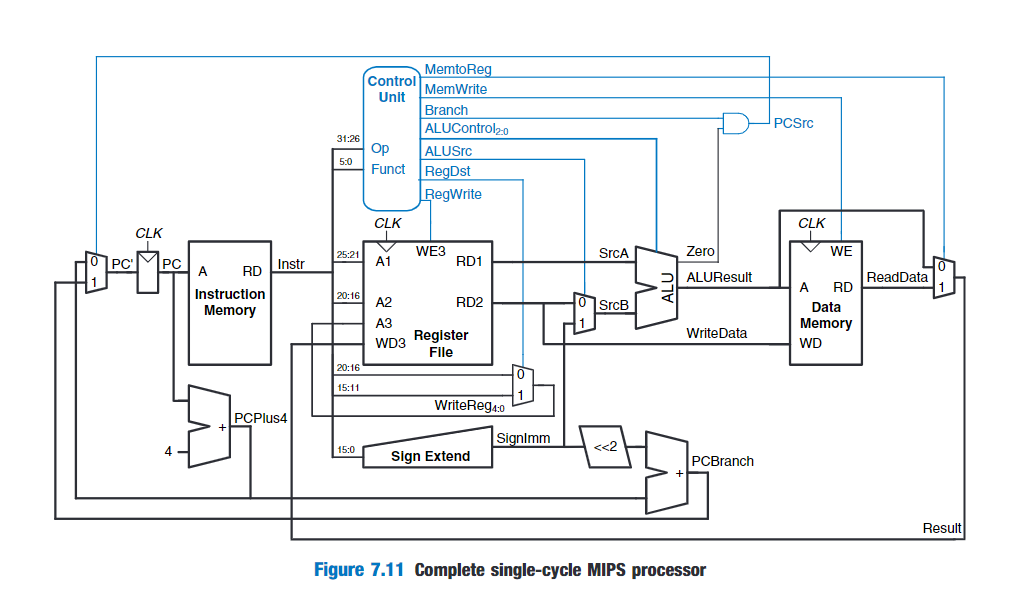 MemtoReg
Control
Unit
MemWrite
Branch
ALUControl2:0
PCSrc
31:26
Op
ALUSrc
5:0
Funct
RegDst
RegWrite
CLK
CLK
CLK
25:21
A1
WE3
RD1
SrcA
Zero
WE
0
1
PC'
PC
A
RD
Instr
Instruction
Memory
20:16
A2
RD2
0
1
SrcB
ALU
ALUResult
A
RD
ReadData
0
1
Data
Memory
A3
WD3
Register
File
WriteData
WD
20:16
0
15:11
1
WriteReg4:0
PCPlus4
+
4
15:0
Sign Extend
SignImm
<<2
+
PCBranch
Result
Figure 7.11 Complete single-cycle MIPS processor